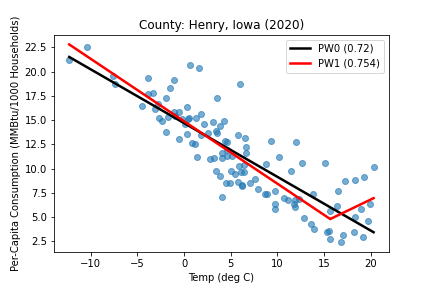 County: Henry, Iowa (2020)
PW0 (0.72)
PW1 (0.754)
Per-Capita Consumption (MMBtu/1000 Households)
22.5
20.0
17.5
15.0
12.5
10.0
7.5
5.0
2.5
−10 −5 0 5 10 15 20
Temp (deg C)